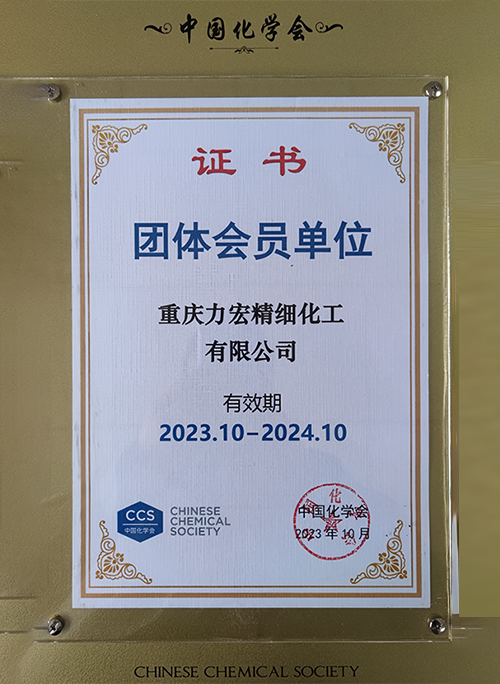 中国化学会
证书
团体会员单位
重庆力宏精细化工
有限公司
有效期
2023.10-2024.10
CCS
中国化学会
CHINESE
CHEMICAL
SOCIETY
中国化学会
2023年10月
CHINESE CHEMICAL SOCIETY